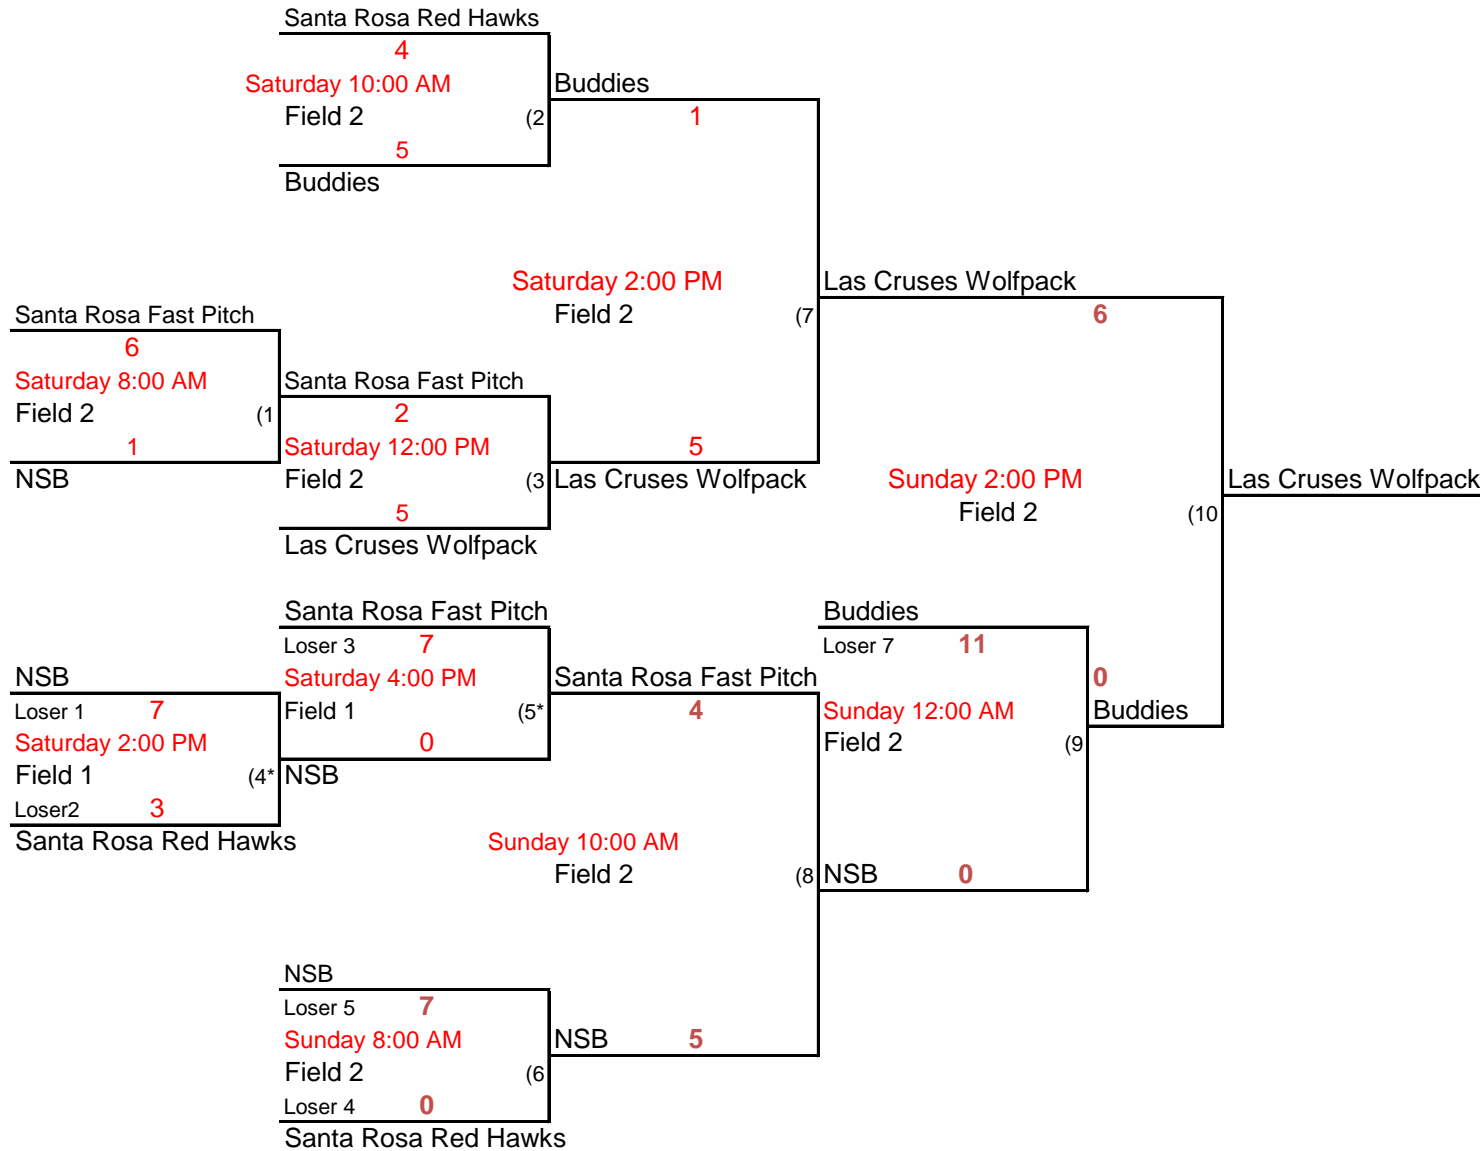 Santa Rosa Red Hawks
4
Saturday 10:00 AM
Field 2 (2
5
Buddies
Buddies
1
Saturday 2:00 PM
Field 2 (7
Las Cruses Wolfpack
6
Santa Rosa Fast Pitch
6
Saturday 8:00 AM
Field 2 (1
1
NSB
Santa Rosa Fast Pitch
2
Saturday 12:00 PM
Field 2 (3
5
Las Cruses Wolfpack
5
Las Cruses Wolfpack
Sunday 2:00 PM
Field 2 (10
Las Cruses Wolfpack
Santa Rosa Fast Pitch
Loser 3 7
Saturday 4:00 PM
Field 1 (5*
0
NSB
NSB
Loser 1 7
Saturday 2:00 PM
Field 1 (4*
Loser2 3
Santa Rosa Red Hawks
Santa Rosa Fast Pitch
4
Sunday 10:00 AM
Field 2 (8
Buddies
Loser 7 11
Sunday 12:00 AM
Field 2 (9
0
Buddies
NSB 0
NSB
Loser 5 7
Sunday 8:00 AM
Field 2 (6
Loser 4 0
Santa Rosa Red Hawks
NSB 5